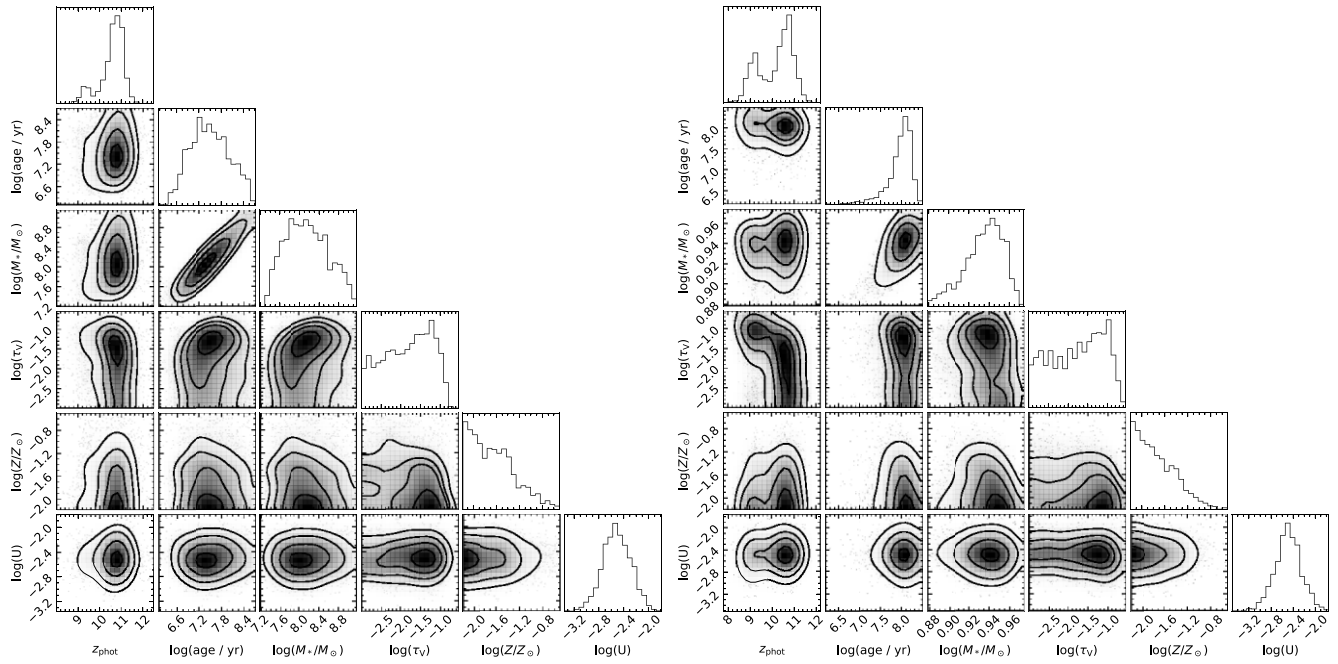 log(age / yr) 8.4 7.8 7.2 6.6
log(M*/M⊙) 8.8 8.4 8.0 7.6 7.2
log(τV) −1.0 −1.5 −2.0 −2.5
log(Z/Z⊙) −0.8 −1.2 −1.6 −2.0
log(U) −2.0 −2.4 −2.8 −3.2
9 10 11 12 6.6 7.2 7.8 8.4 7.2 7.6 8.0 8.4 8.8 −2.5 −2.0 −1.5 −1.0 −2.0 −1.6 −1.2 −0.8 −3.2 −2.8 −2.4 −2.0
zphot log(age / yr) log(M*/M⊙) log(τV) log(Z/Z⊙) log(U)
log(age / yr) 8.0 7.5 7.0 6.5
log(M*/M⊙) 0.96 0.94 0.92 0.90 0.88
log(τV) −1.0 −1.5 −2.0 −2.5
log(Z/Z⊙) −0.8 −1.2 −1.6 −2.0
log(U) −2.0 −2.4 −2.8 −3.2
8 9 10 11 12 6.5 7.0 7.5 8.0 0.88 0.90 0.92 0.94 0.96 −2.5 −2.0 −1.5 −1.0 −2.0 −1.6 −1.2 −0.8 −3.2 −2.8 −2.4 −2.0
zphot log(age / yr) log(M*/M⊙) log(τV) log(Z/Z⊙) log(U)